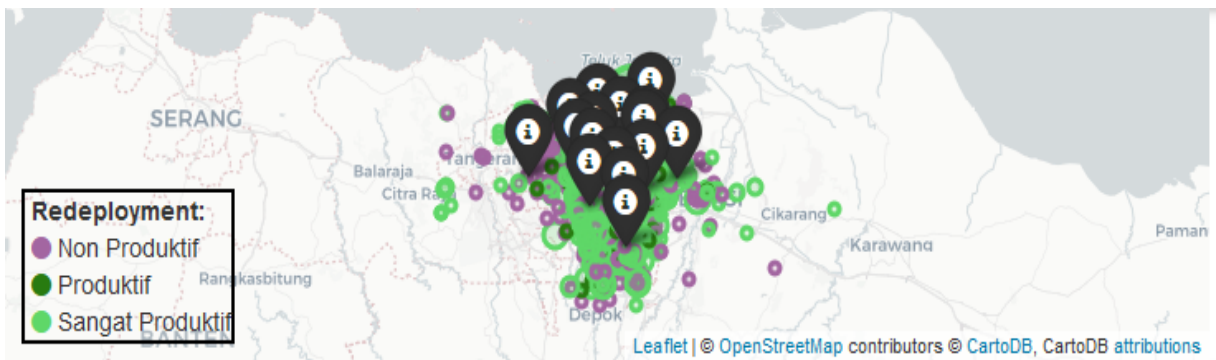 Teluk Jakarta
SERANG
Balaraja
Tangerang
Citra Raya
Redeployment:
Non Produktif
Produktif
Sangat Produktif
Cikarang
Karawang
Paman
Rangkasbitung
Depok
BANTEN
Leaflet | © OpenStreetMap contributors © CartoDB, CartoDB attributions